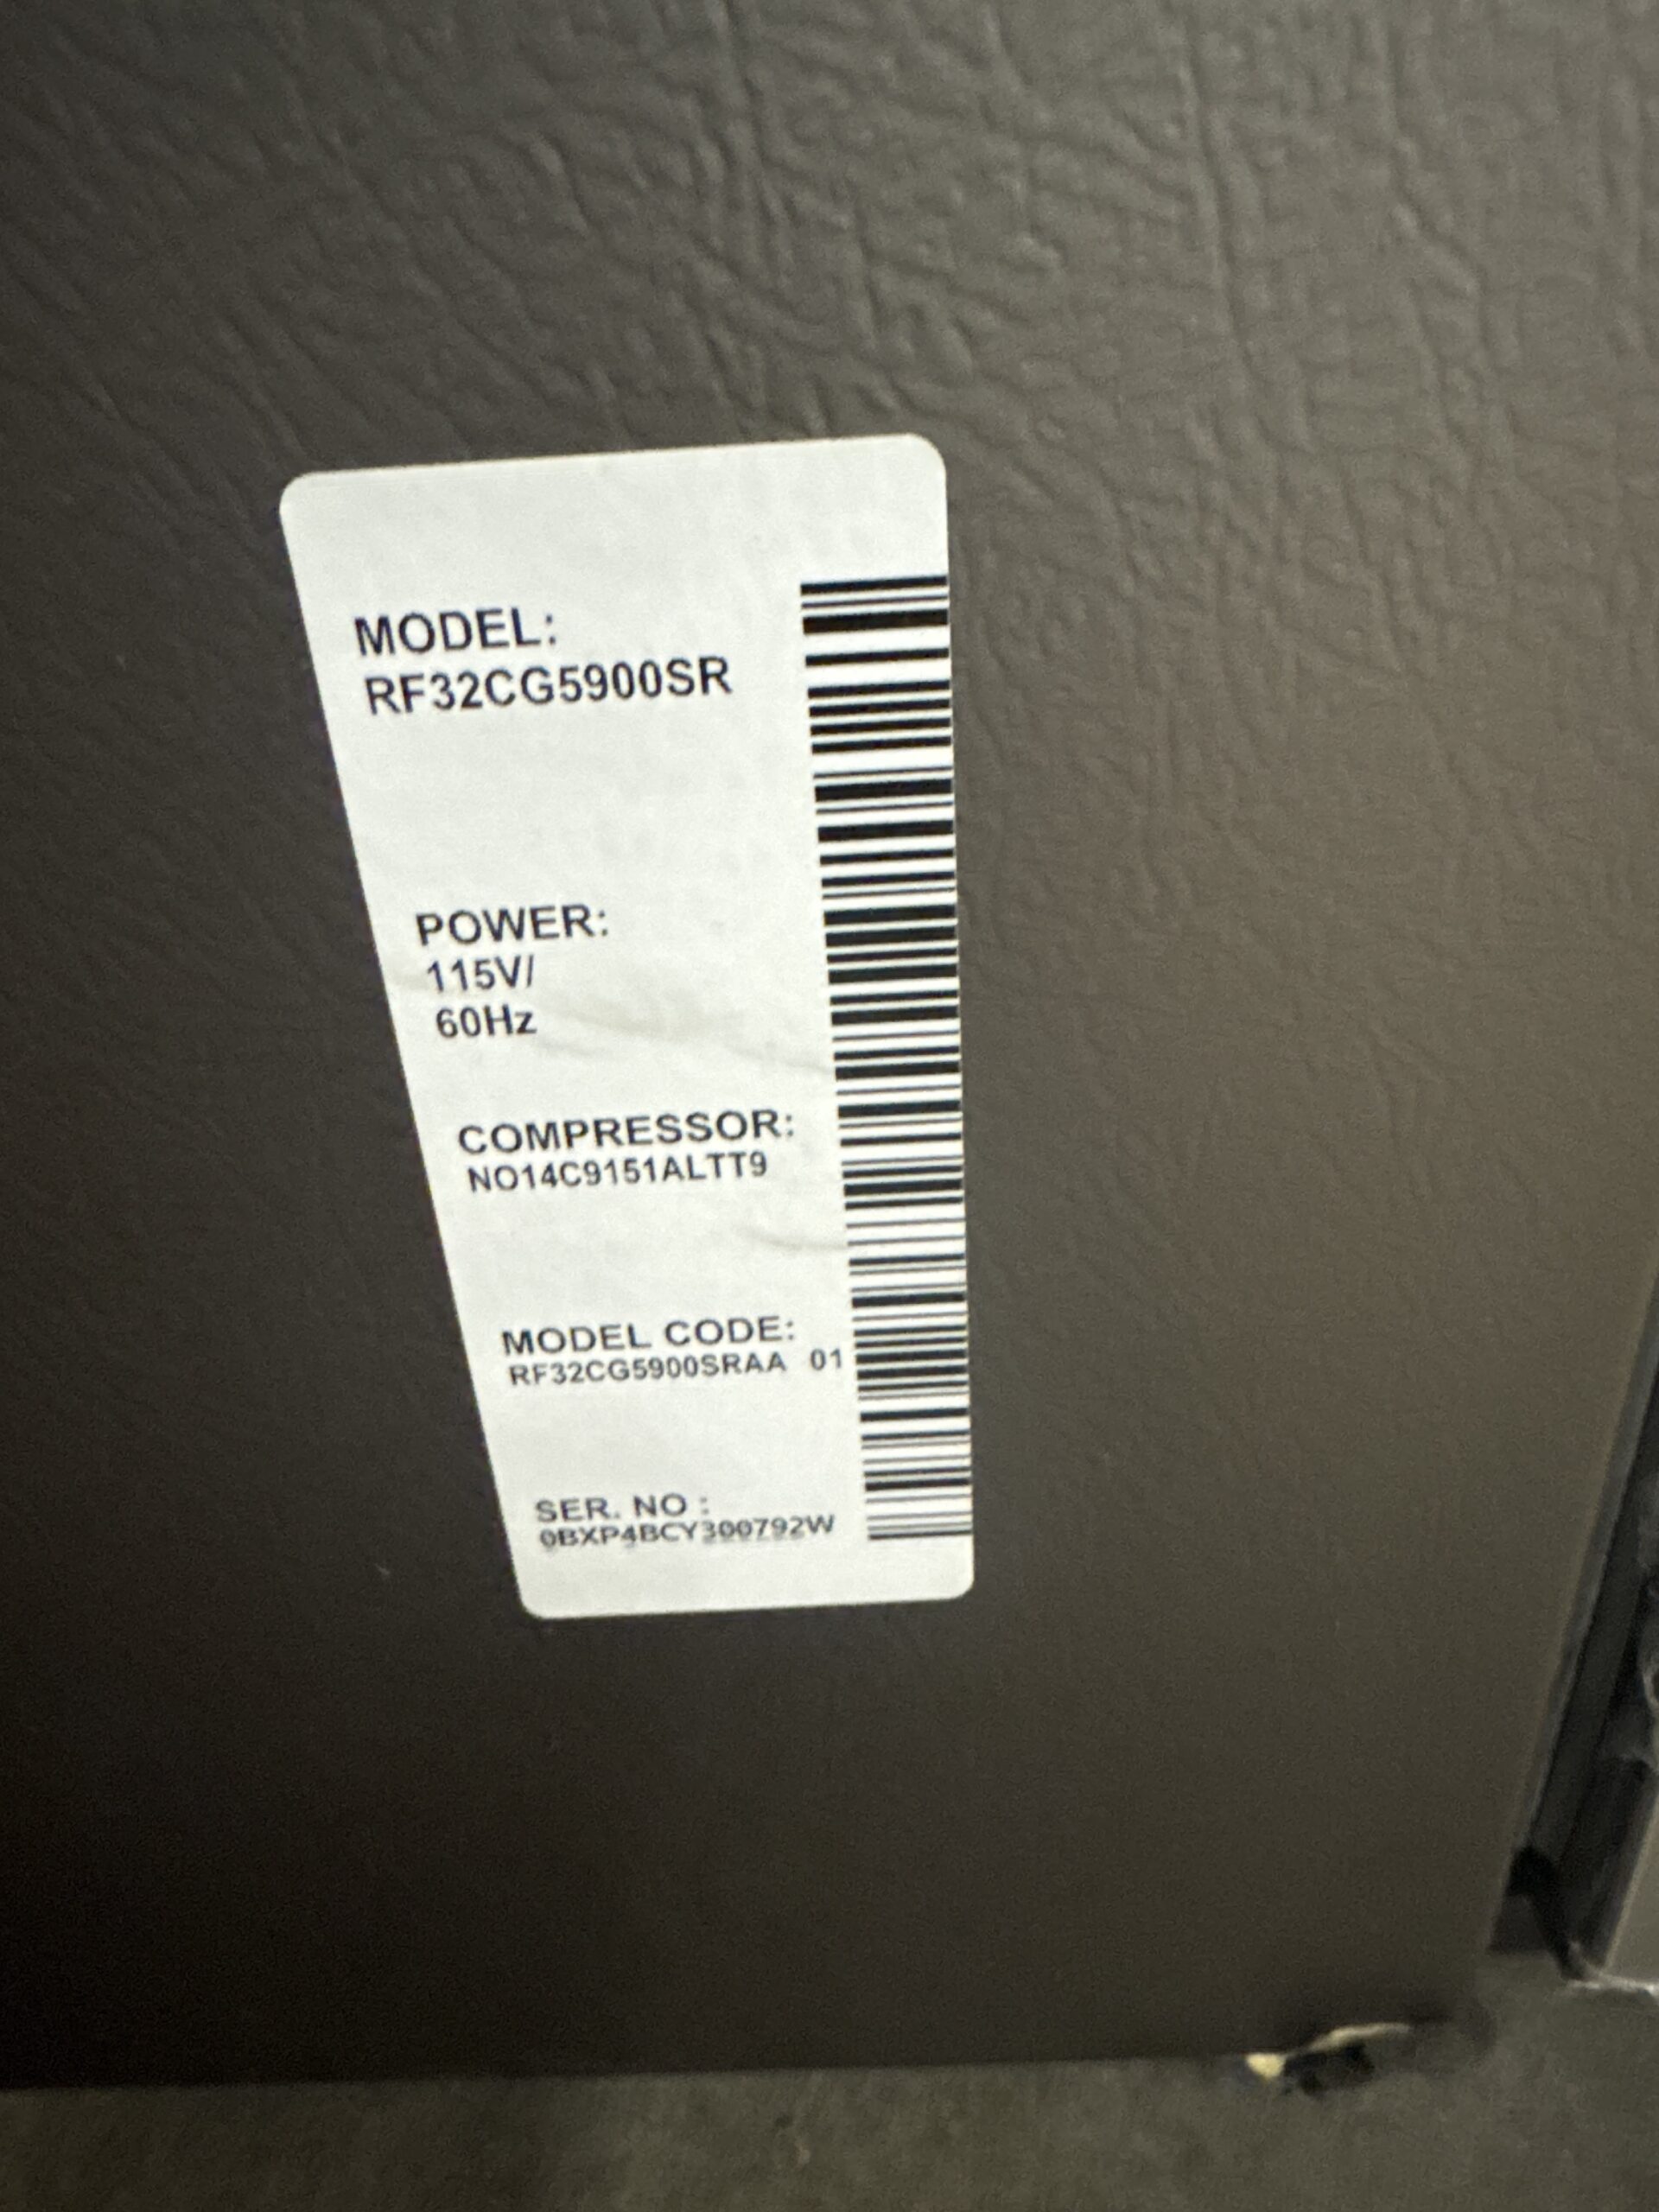 MODEL:
RF32CG5900SR
POWER:
115V/
60Hz
COMPRESSOR:
NO14C9151ALTT9
MODEL CODE:
RF32CG5900SRAA 01
SER. NO :
0BXP4BCY300792W